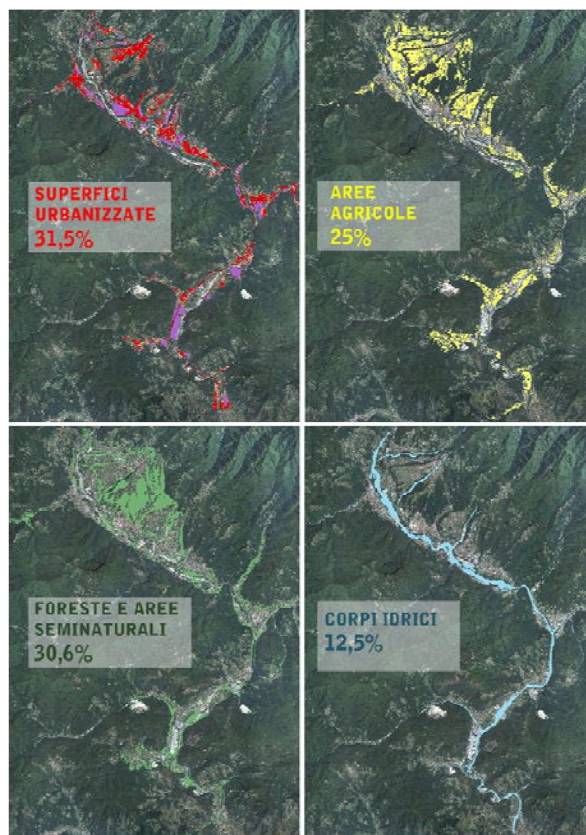 SUPERFICI
URBANIZZATE
31,5%
AREE
AGRICOLE
25%
FORESTE E AREE
SEMINATURALI
30,6%
CORPI IDRICI
12,5%